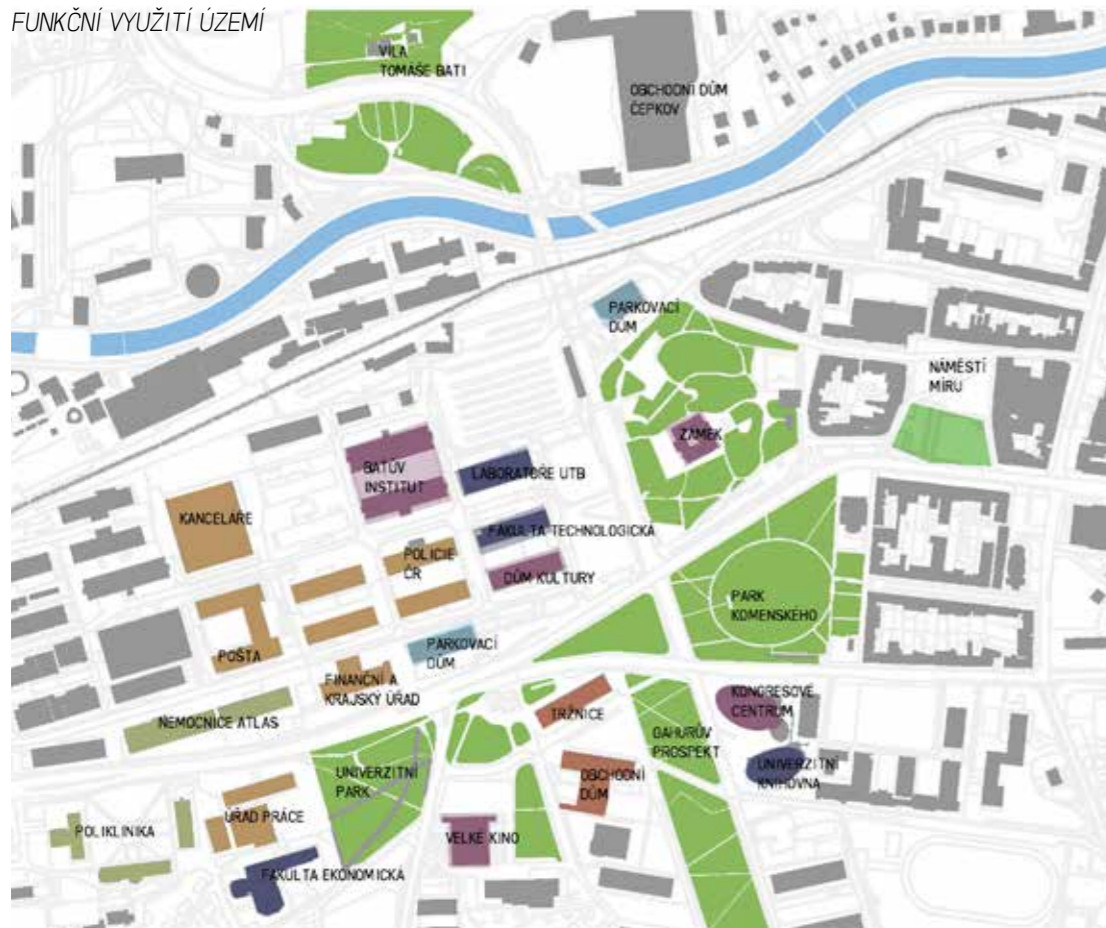 FUNKČNÍ VYUŽITÍ ÚZEMÍ
VILA
TOMÁŠE BATI
OBCHODNÍ DŮM
ČEPKOV
PARKOVACÍ
DŮM
NÁMĚSTÍ
MÍRU
ZÁMEK
BAŤŮV
INSTITUT
LABORATOŘE UTB
KANCELÁŘE
FAKULTA TECHNOLOGICKÁ
POLICIE
ČR
DŮM KULTURY
PARK
KOMENSKÉHO
PARKOVACÍ
DŮM
POŠTA
FINANČNÍ A
KRAJSKÝ ÚŘAD
NEMOCNICE ATLAS
TRŽNICE
KONGRESOVÉ
CENTRUM
GAHURŮV
PROSPEKT
UNIVERZITNÍ
KNIHOVNA
UNIVERZITNÍ
PARK
OBCHODNÍ
DŮM
ÚŘAD PRÁCE
POLIKLINIKA
VELKÉ KINO
FAKULTA EKONOMICKÁ